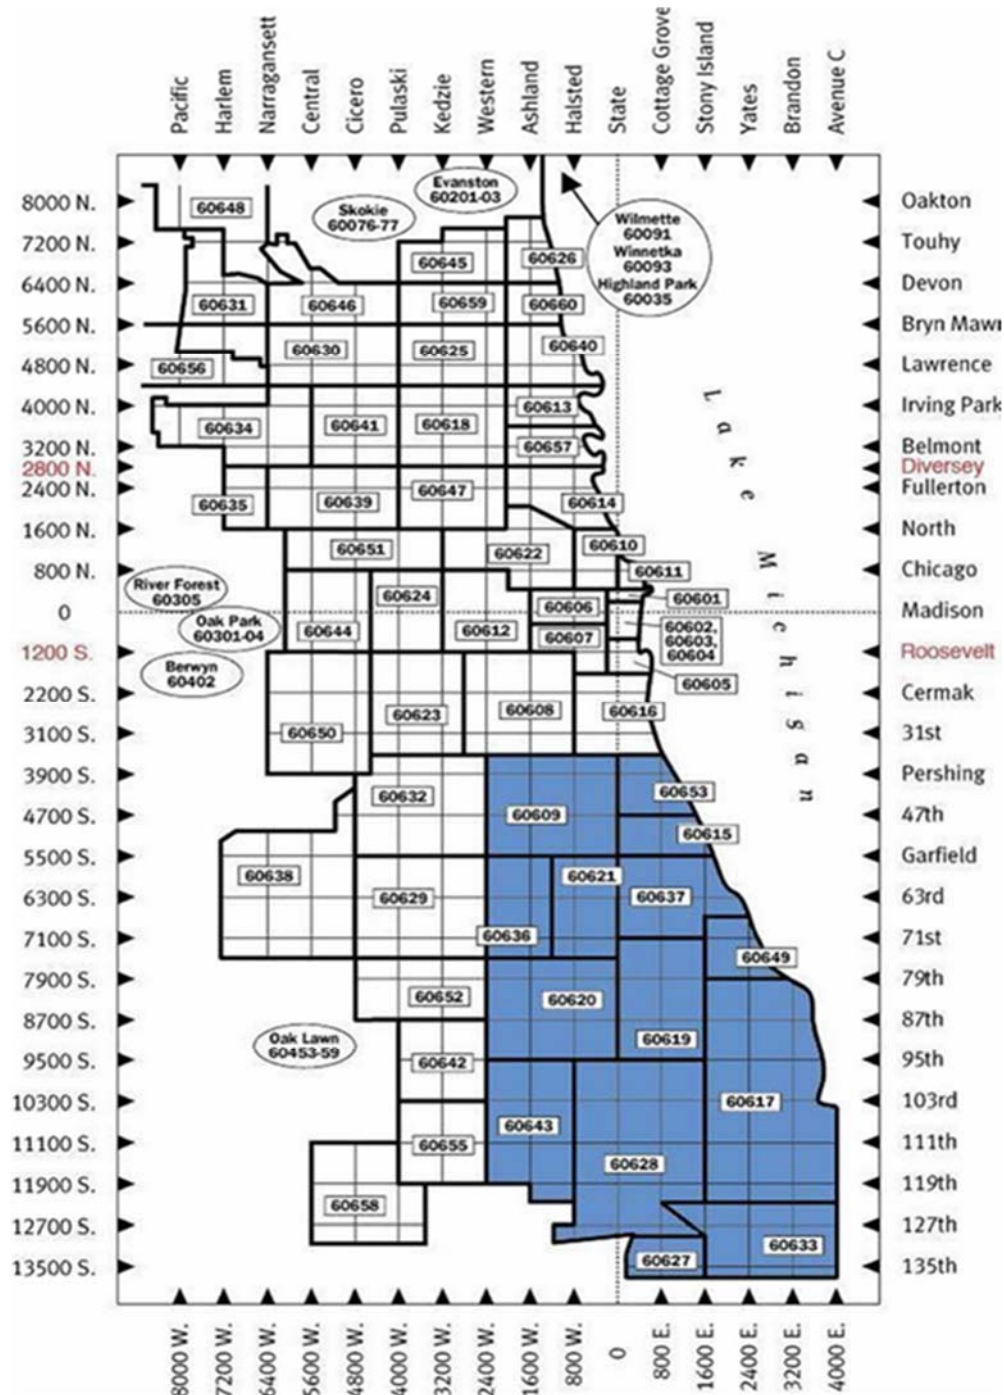 Pacific
Harlem
Narragansett
Central
Cicero
Pulaski
Kedzie
Western
Ashland
Halsted
State
Cottage Grove
Stony Island
Yates
Brandon
Avenue C
8000 N.
7200 N.
6400 N.
5600 N.
4800 N.
4000 N.
3200 N.
2800 N.
2400 N.
1600 N.
800 N.
0
1200 S.
2200 S.
3100 S.
3900 S.
4700 S.
5500 S.
6300 S.
7100 S.
7900 S.
8700 S.
9500 S.
10300 S.
11100 S.
11900 S.
12700 S.
13500 S.
Evanston
60201-03
Skokie
60076-77
Wilmette
60091
Winnetka
60093
Highland Park
60035
60648
60645
60626
60631
60646
60659
60660
60630
60625
60640
60656
60613
60634
60641
60618
60657
60635
60639
60647
60614
60651
60622
60610
60611
River Forest
60305
60624
60606
60601
Oak Park
60301-04
60644
60612
60607
60602,
60603,
60604
Berwyn
60402
60605
60623
60608
60616
60650
60632
60609
60653
60615
60638
60629
60621
60637
60636
60649
60652
60620
Oak Lawn
60453-59
60642
60619
60617
60643
60655
60628
60658
60627
60633
Lake Michigan
Oakton
Touhy
Devon
Bryn Mawr
Lawrence
Irving Park
Belmont
Diversey
Fullerton
North
Chicago
Madison
Roosevelt
Cermak
31st
Pershing
47th
Garfield
63rd
71st
79th
87th
95th
103rd
111th
119th
127th
135th
8000 W.
7200 W.
6400 W.
5600 W.
4800 W.
4000 W.
3200 W.
2400 W.
1600 W.
800 W.
0
800 E.
1600 E.
2400 E.
3200 E.
4000 E.